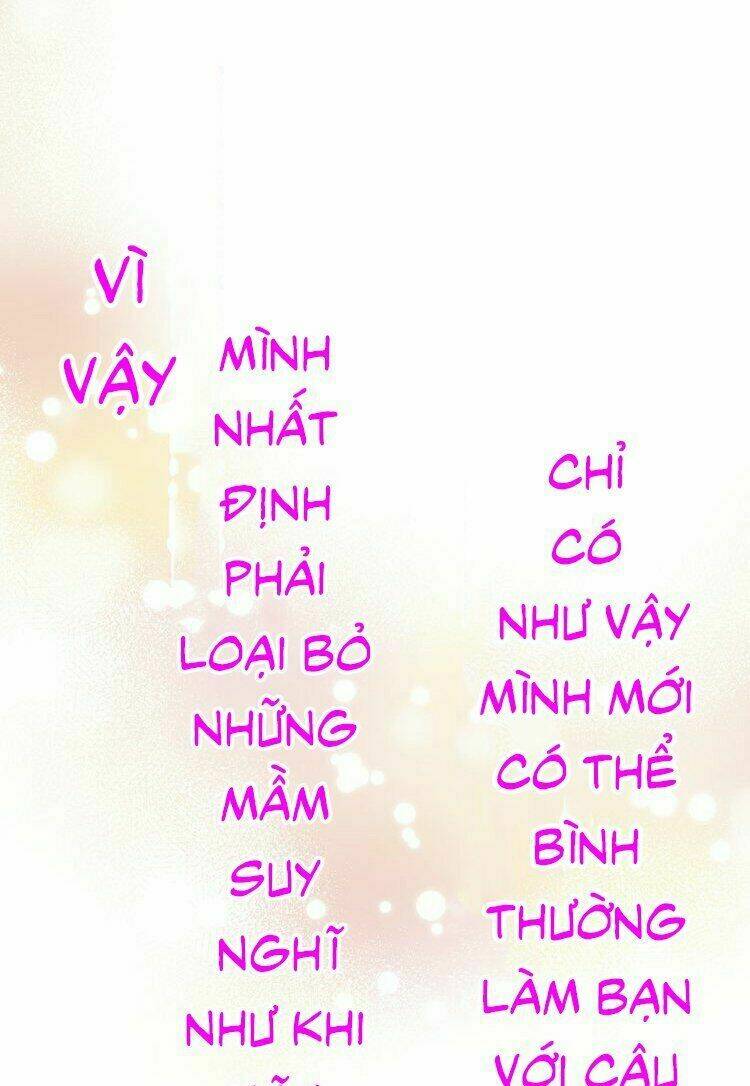 VÌ
VẬY
MÌNH
NHẤT
ĐỊNH
PHẢI
LOẠI BỎ
NHỮNG
MẦM
SUY
NGHĨ
NHƯ KHI
CHỈ
CÓ
NHƯ VẬY
MÌNH MỚI
CÓ THỂ
BÌNH
THƯỜNG
LÀM BẠN
VỚI CẬU